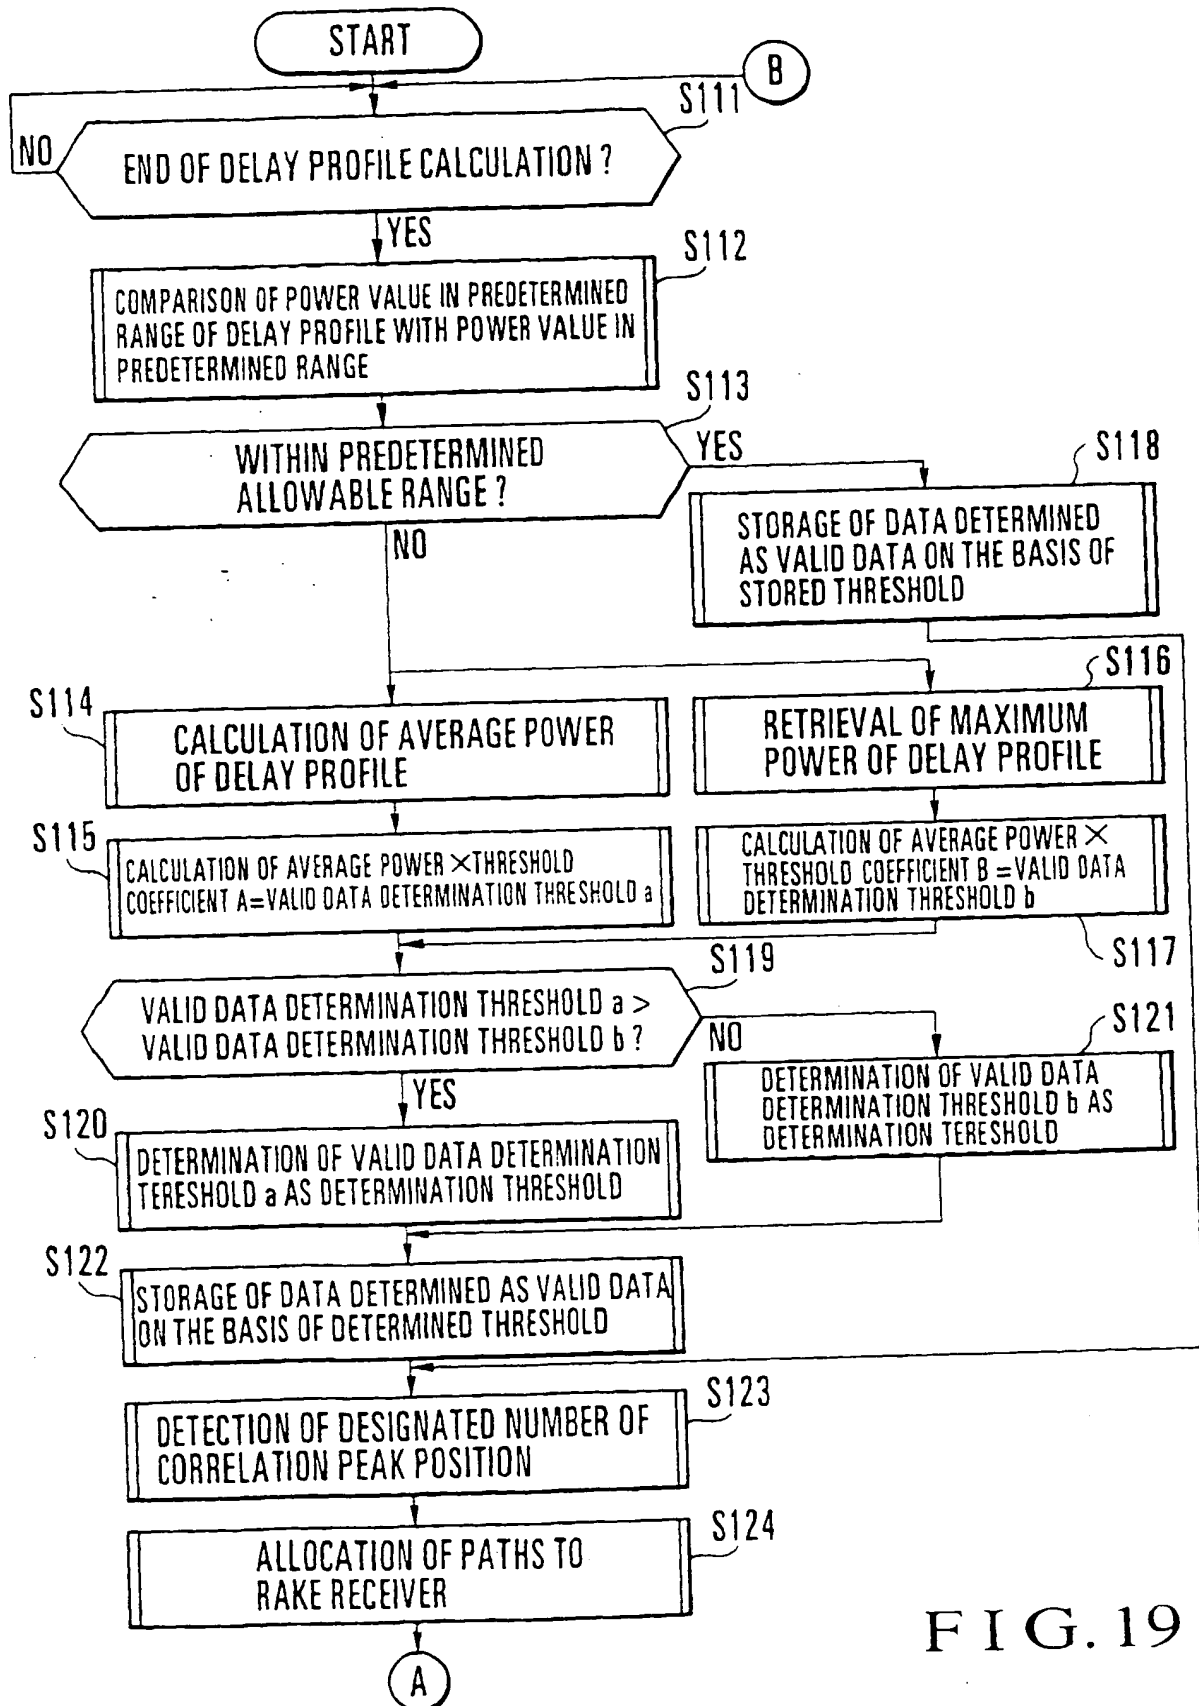 START
B
S111
NO
END OF DELAY PROFILE CALCULATION ?
YES
S112
COMPARISON OF POWER VALUE IN PREDETERMINED
RANGE OF DELAY PROFILE WITH POWER VALUE IN
PREDETERMINED RANGE
S113
WITHIN PREDETERMINED
ALLOWABLE RANGE ?
YES
NO
S118
STORAGE OF DATA DETERMINED
AS VALID DATA ON THE BASIS OF
STORED THRESHOLD
S114
CALCULATION OF AVERAGE POWER
OF DELAY PROFILE
S116
RETRIEVAL OF MAXIMUM
POWER OF DELAY PROFILE
S115
CALCULATION OF AVERAGE POWER ×THRESHOLD
COEFFICIENT A=VALID DATA DETERMINATION THRESHOLD a
CALCULATION OF AVERAGE POWER ×
THRESHOLD COEFFICIENT B =VALID DATA
DETERMINATION THRESHOLD b
S117
S119
VALID DATA DETERMINATION THRESHOLD a >
VALID DATA DETERMINATION THRESHOLD b ?
NO
YES
S121
DETERMINATION OF VALID DATA
DETERMINATION THRESHOLD b AS
DETERMINATION TERESHOLD
S120
DETERMINATION OF VALID DATA DETERMINATION
TERESHOLD a AS DETERMINATION THRESHOLD
S122
STORAGE OF DATA DETERMINED AS VALID DATA
ON THE BASIS OF DETERMINED THRESHOLD
S123
DETECTION OF DESIGNATED NUMBER OF
CORRELATION PEAK POSITION
S124
ALLOCATION OF PATHS TO
RAKE RECEIVER
A
FIG. 19